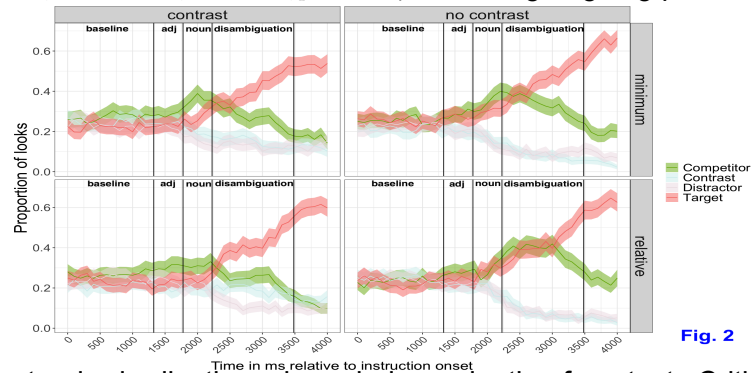 contrast no contrast
baseline adj noun disambiguation baseline adj noun disambiguation
0.6
0.4
0.2
0.0
minimum
baseline adj noun disambiguation baseline adj noun disambiguation
0.6
0.4
0.2
0.0
relative
Proportion of looks
0 500 1000 1500 2000 2500 3000 3500 4000 0 500 1000 1500 2000 2500 3000 3500 4000
Time in ms relative to instruction onset
Competitor
Contrast
Distractor
Target
Fig. 2